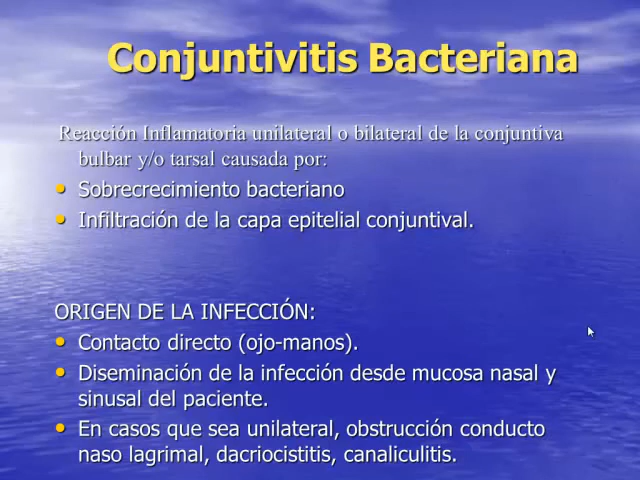 Conjuntivitis Bacteriana
Reacción Inflamatoria unilateral o bilateral de la conjuntiva
bulbar y/o tarsal causada por:
• Sobrecrecimiento bacteriano
• Infiltración de la capa epitelial conjuntival.
ORIGEN DE LA INFECCIÓN:
• Contacto directo (ojo-manos).
• Diseminación de la infección desde mucosa nasal y
sinusal del paciente.
• En casos que sea unilateral, obstrucción conducto
naso lagrimal, dacriocistitis, canaliculitis.